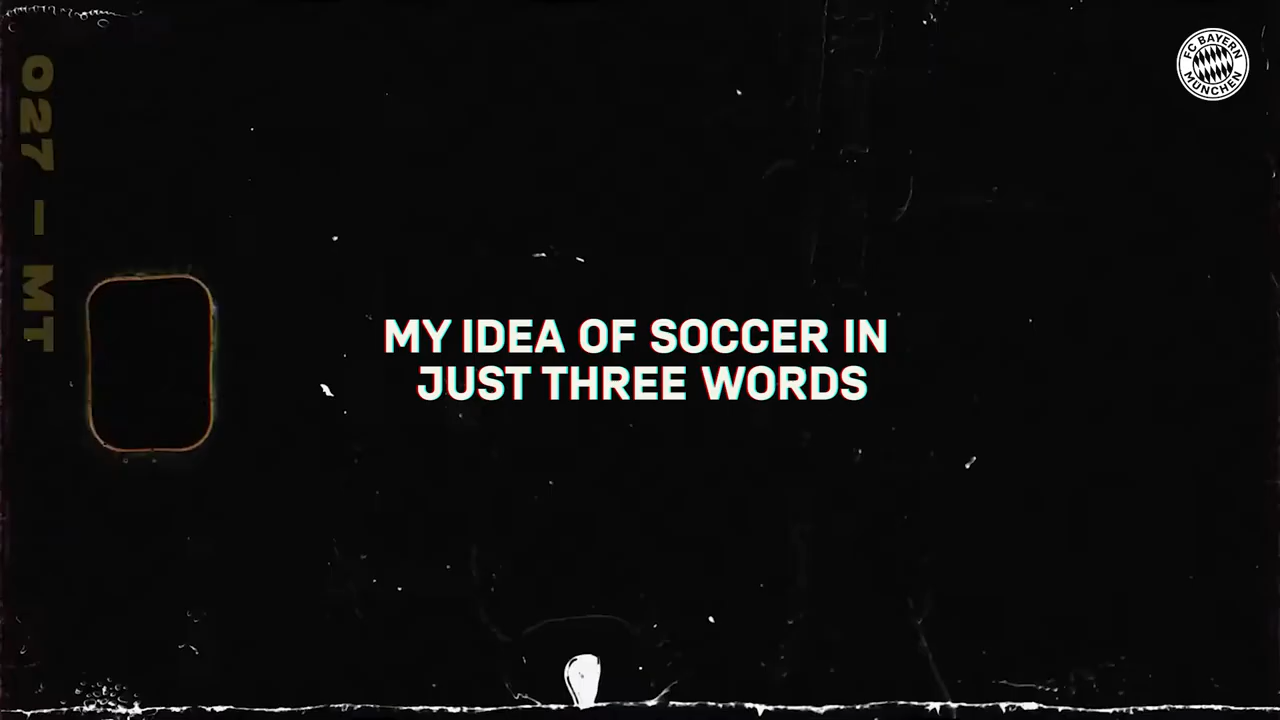 FC BAYERN
MÜNCHEN
027 – MT
MY IDEA OF SOCCER IN
JUST THREE WORDS